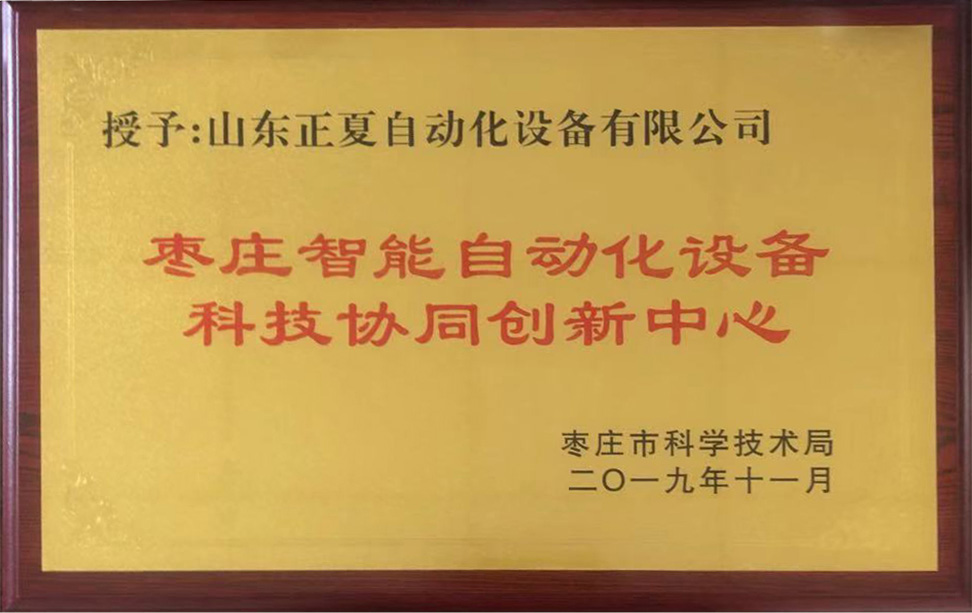 授予:山东正夏自动化设备有限公司
枣庄智能自动化设备
科技协同创新中心
枣庄市科学技术局
二〇一九年十一月